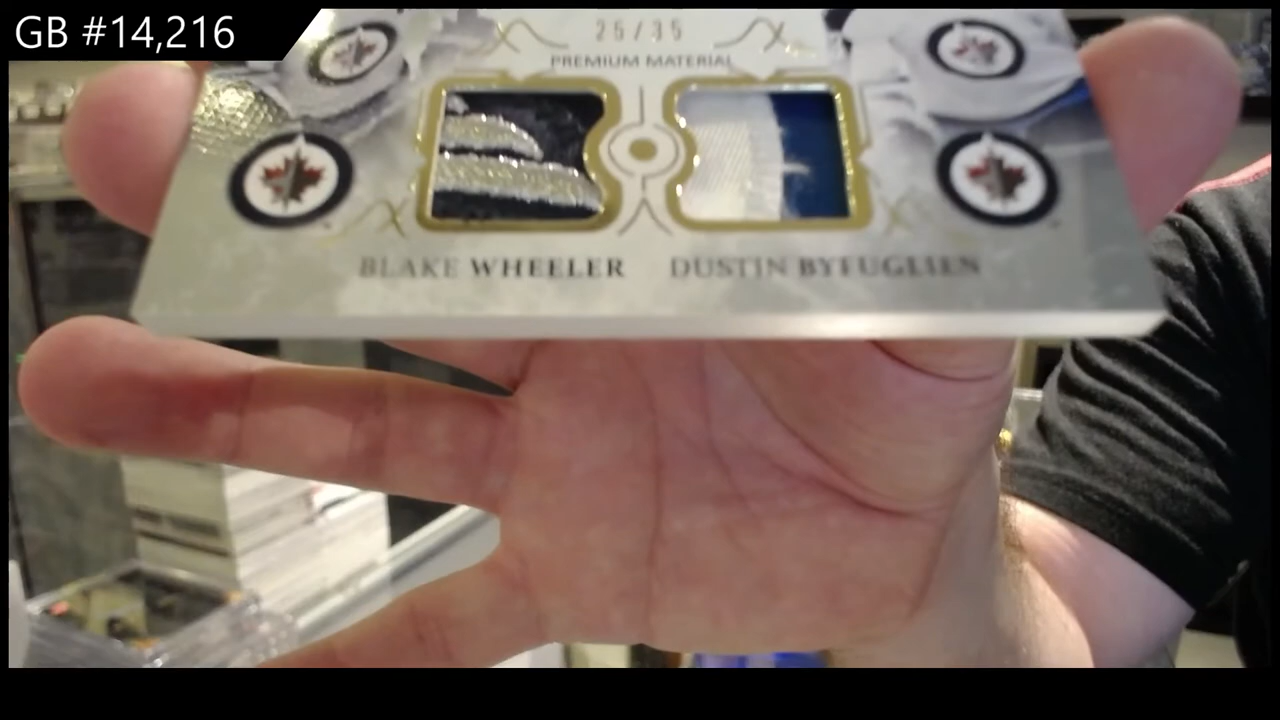 GB #14,216
25/35
PREMIUM MATERIAL
BLAKE WHEELER DUSTIN BYFUGLIEN